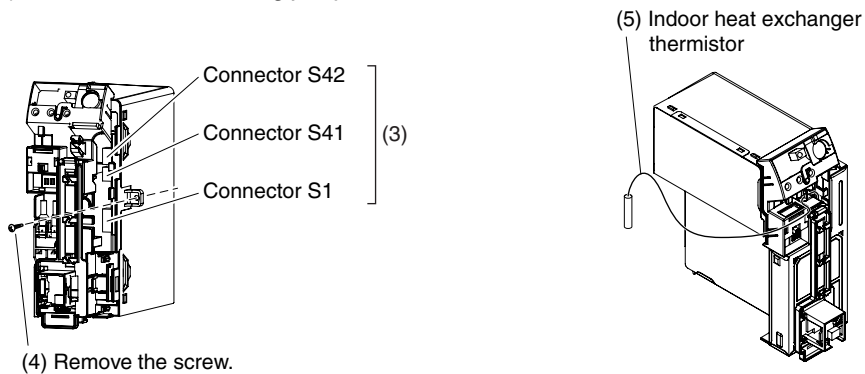 Connector S42
Connector S41
(3)
Connector S1
(4) Remove the screw.
(5) Indoor heat exchanger
thermistor